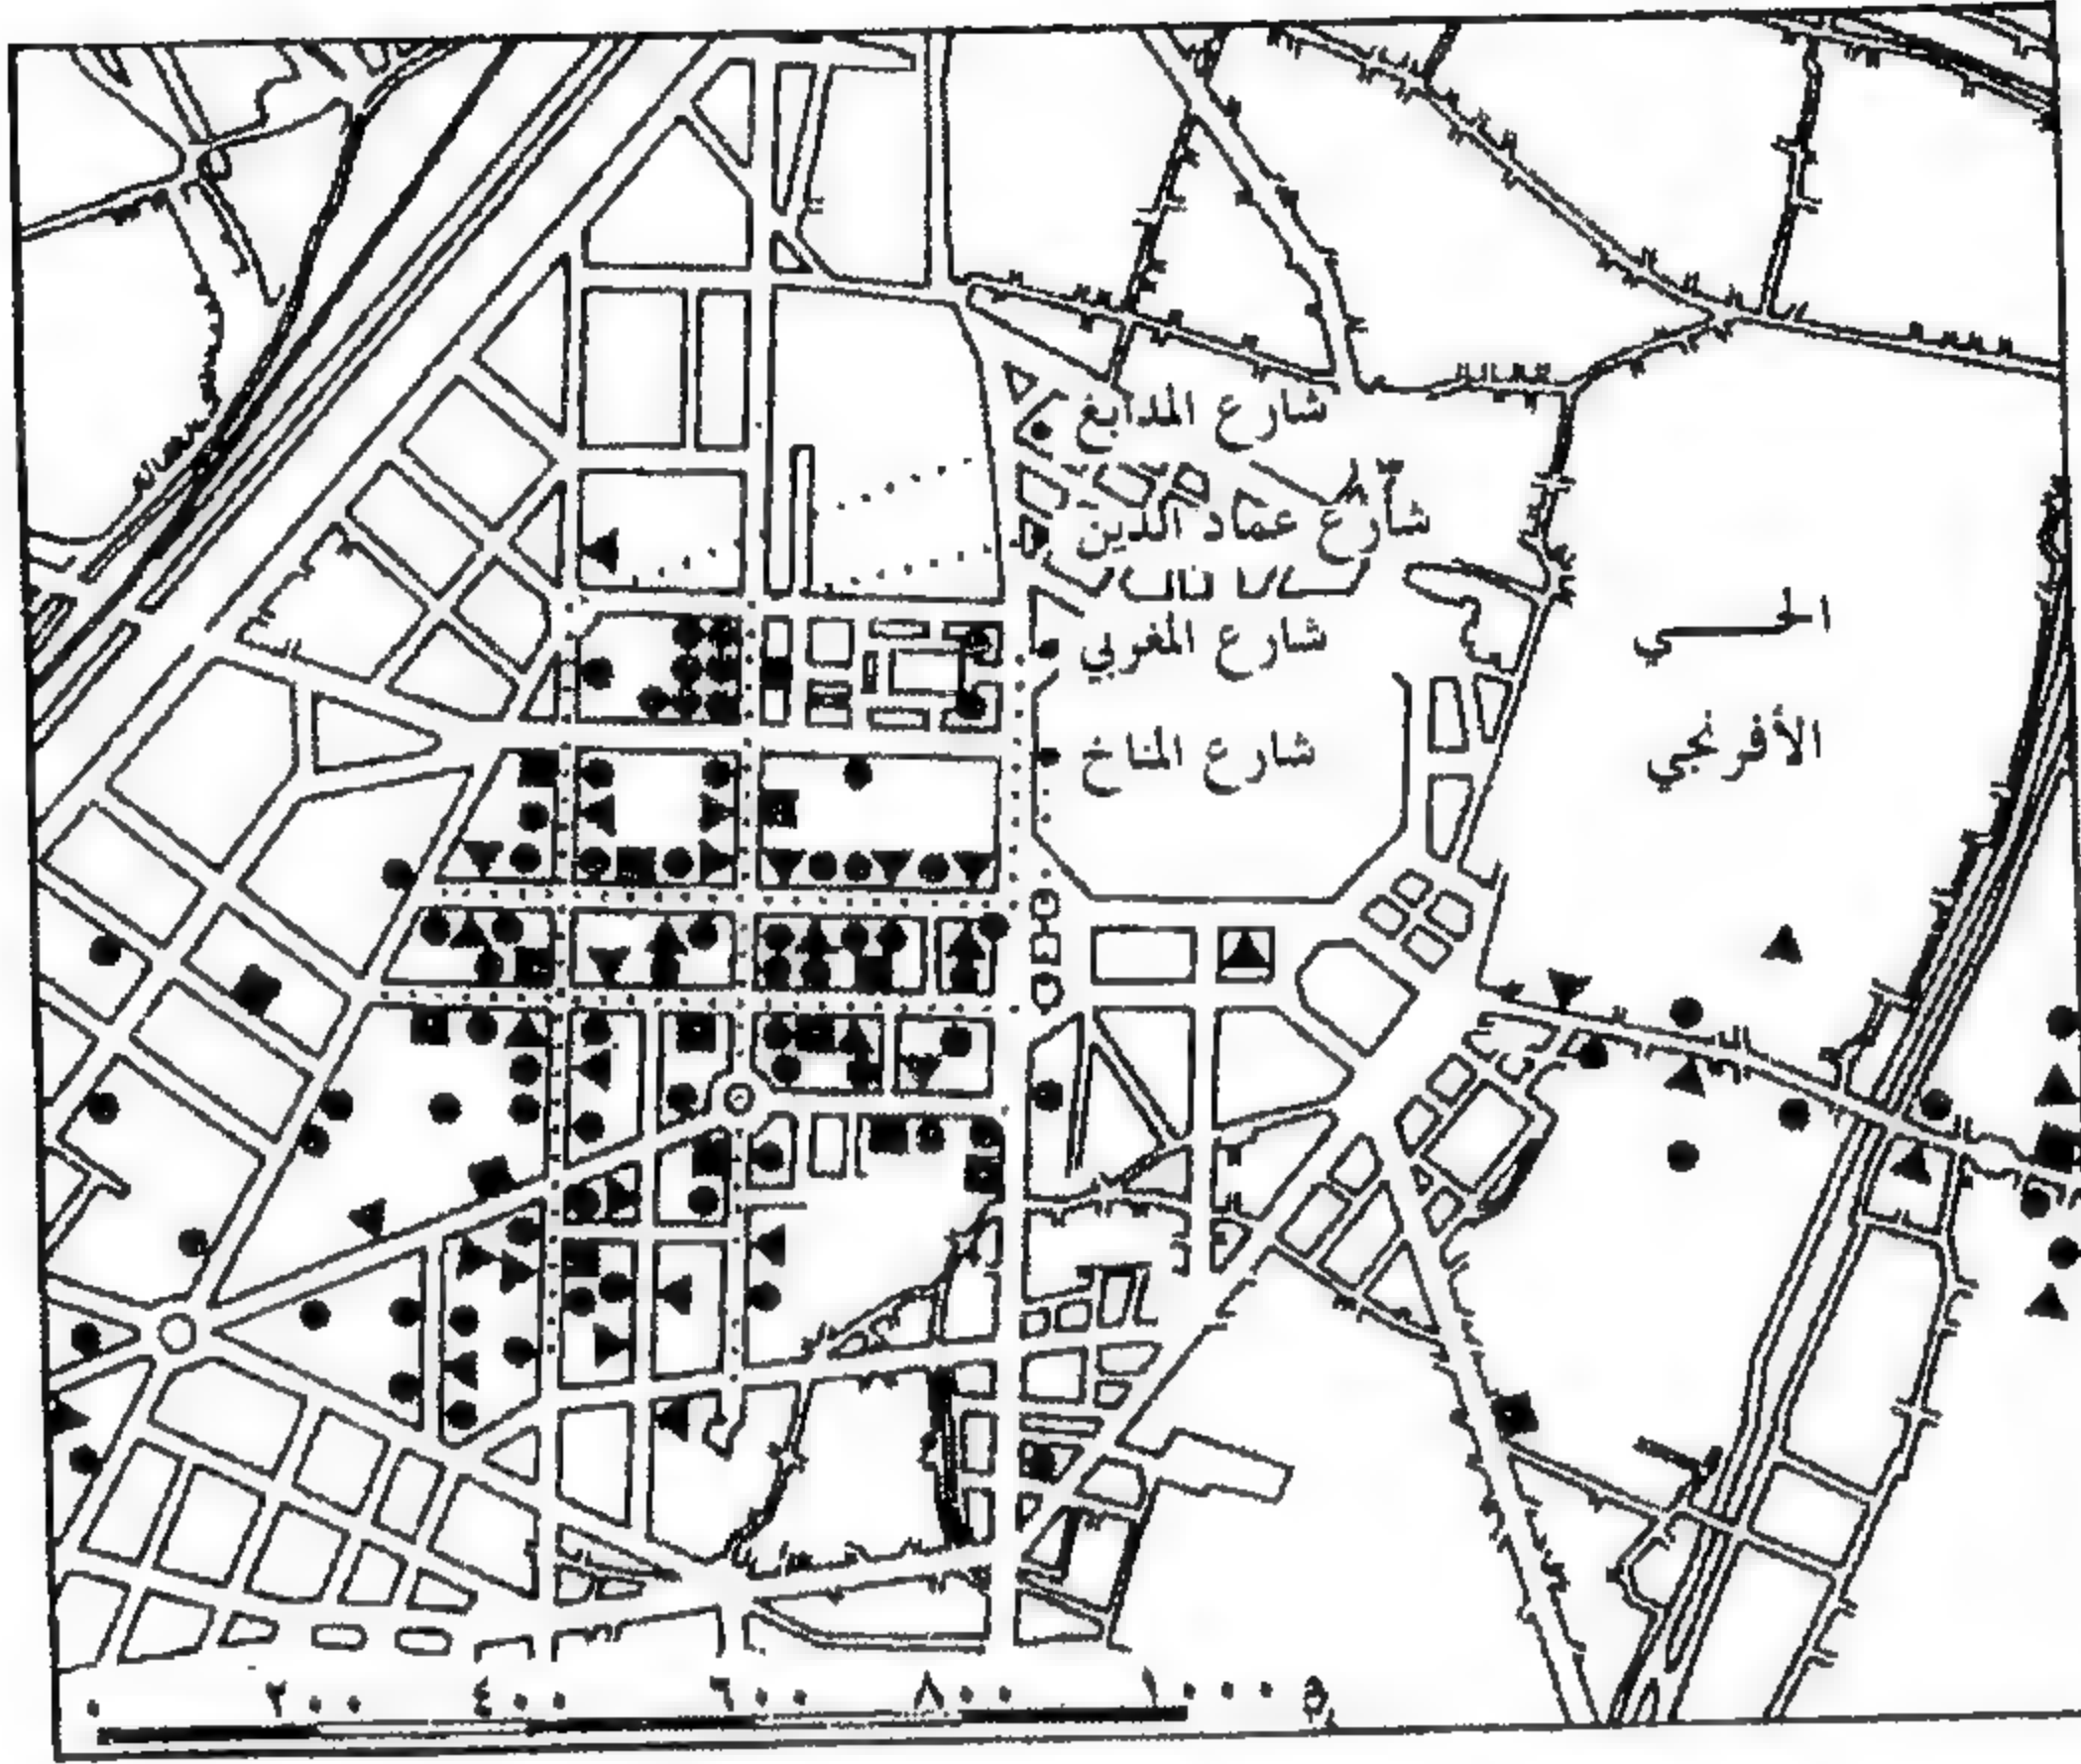 شارع المدابغ
شارع عماد الدين
شارع المغربي
شارع المناخ
الحي
الأفرنجي
٠ ٢٠٠ ٤٠٠ ٦٠٠ ٨٠٠ ١٠٠٠